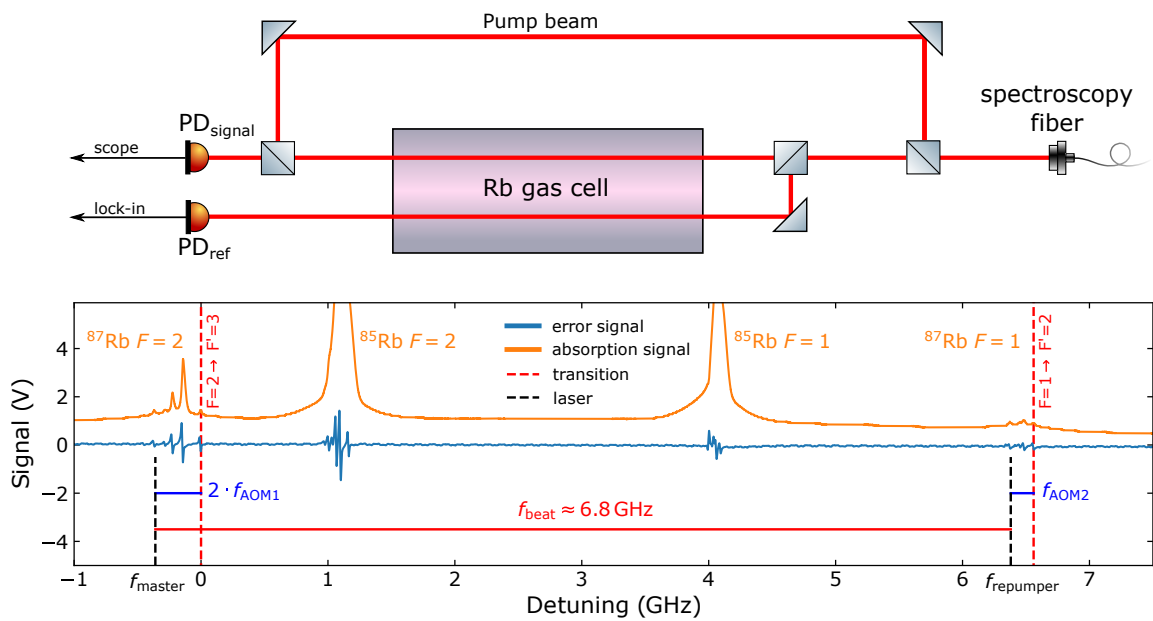 Pump beam
spectroscopy
fiber
PD_signal
scope
Rb gas cell
lock-in
PD_ref
⁸⁷Rb F = 2
F=2 → F'=3
⁸⁵Rb F = 2
error signal
absorption signal
transition
laser
⁸⁵Rb F = 1
⁸⁷Rb F = 1
F=1 → F'=2
Signal (V)
4
2
0
−2
−4
2 · f_AOM1
f_AOM2
f_beat ≈ 6.8 GHz
−1
f_master
0
1
2
3
4
5
6
f_repumper
7
Detuning (GHz)